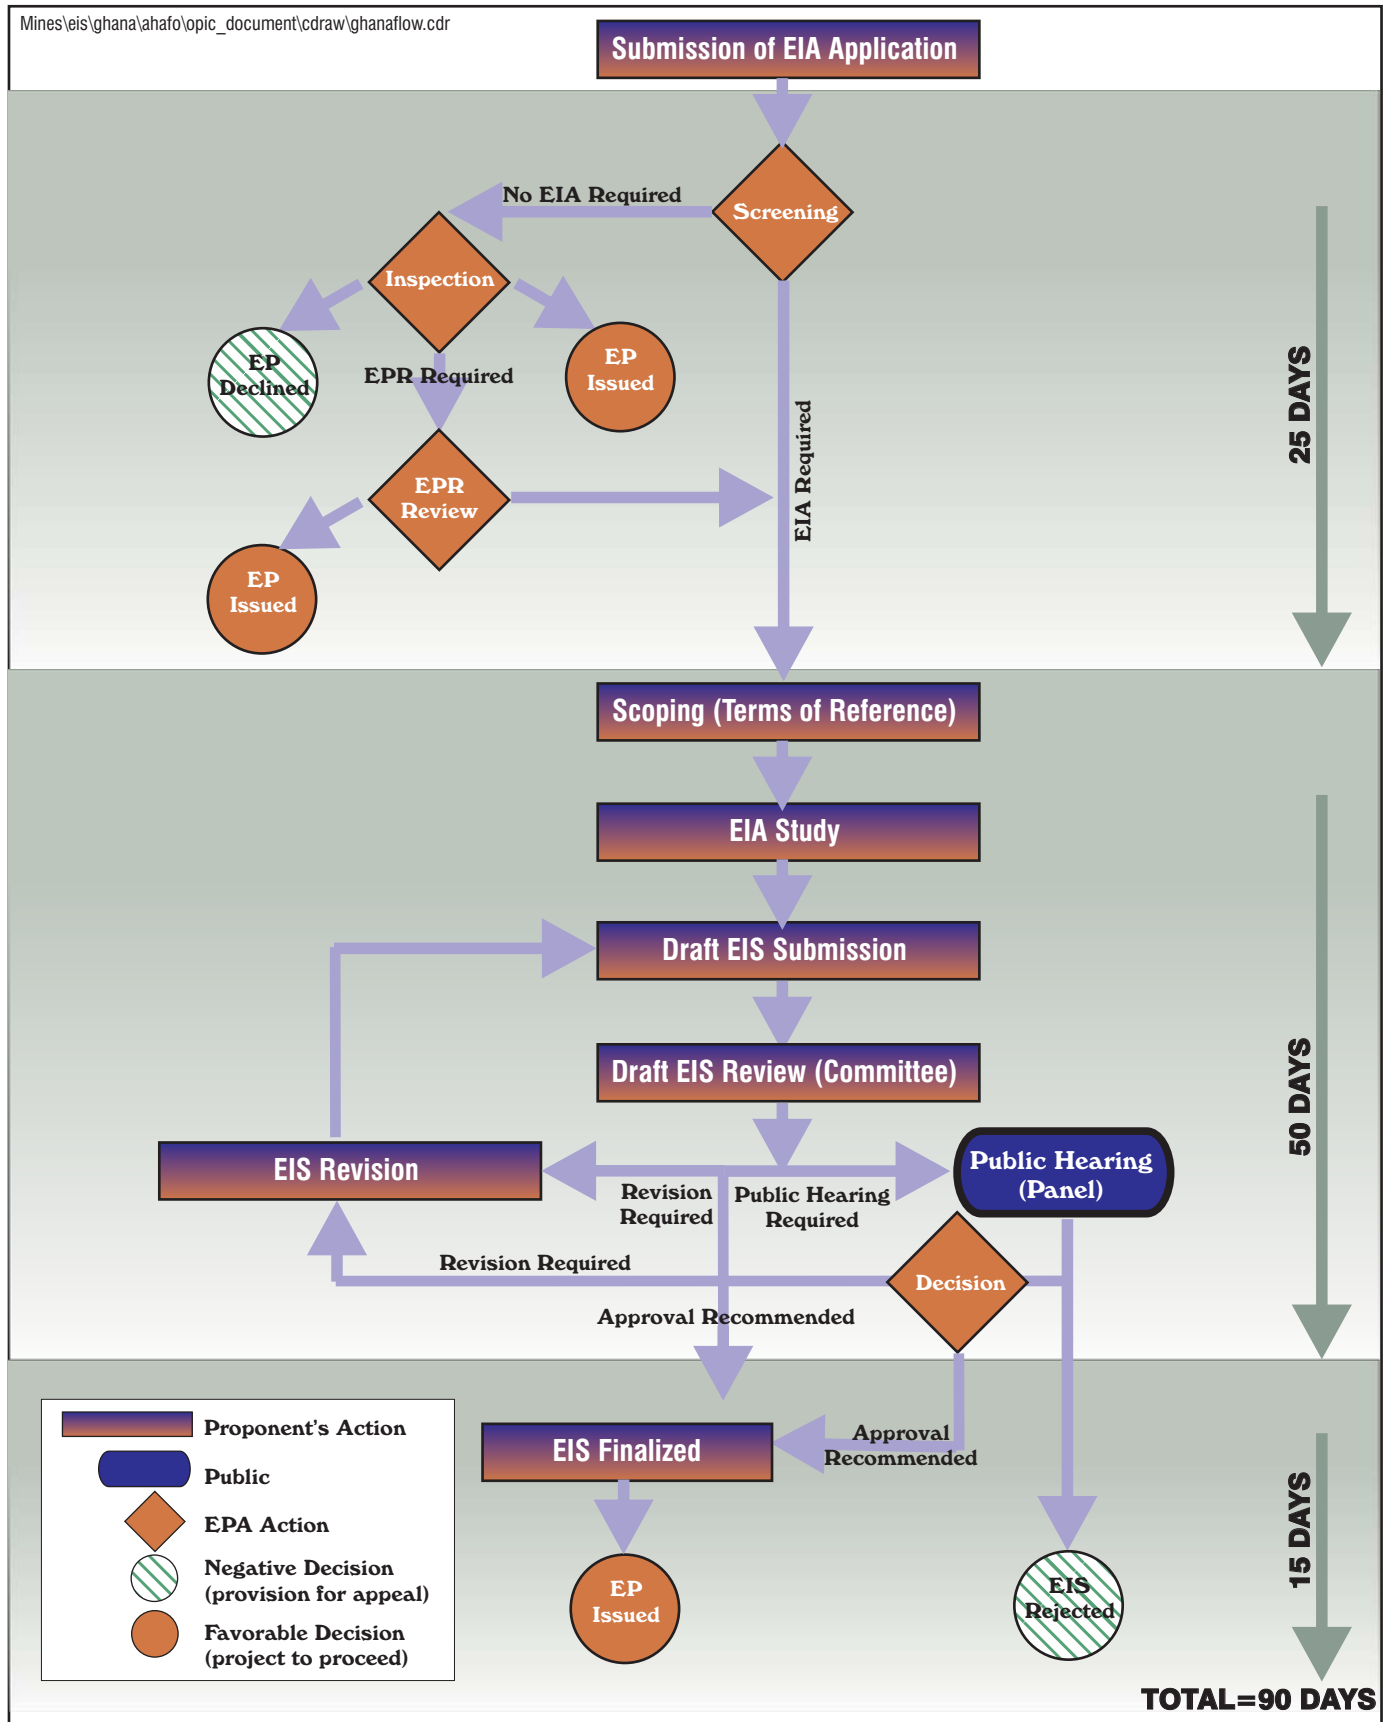 Mines\eis\ghana\ahafo\opic_document\cdraw\ghanaflow.cdr
Submission of EIA Application
No EIA Required
Screening
Inspection
EP
Declined
EPR Required
EP
Issued
EIA Required
25 DAYS
EPR
Review
EP
Issued
Scoping (Terms of Reference)
EIA Study
Draft EIS Submission
Draft EIS Review (Committee)
50 DAYS
EIS Revision
Revision
Required
Public Hearing
Required
Public Hearing
(Panel)
Revision Required
Decision
Approval Recommended
Proponent's Action
Public
EPA Action
Negative Decision
(provision for appeal)
Favorable Decision
(project to proceed)
EIS Finalized
Approval
Recommended
EP
Issued
EIS
Rejected
15 DAYS
TOTAL=90 DAYS